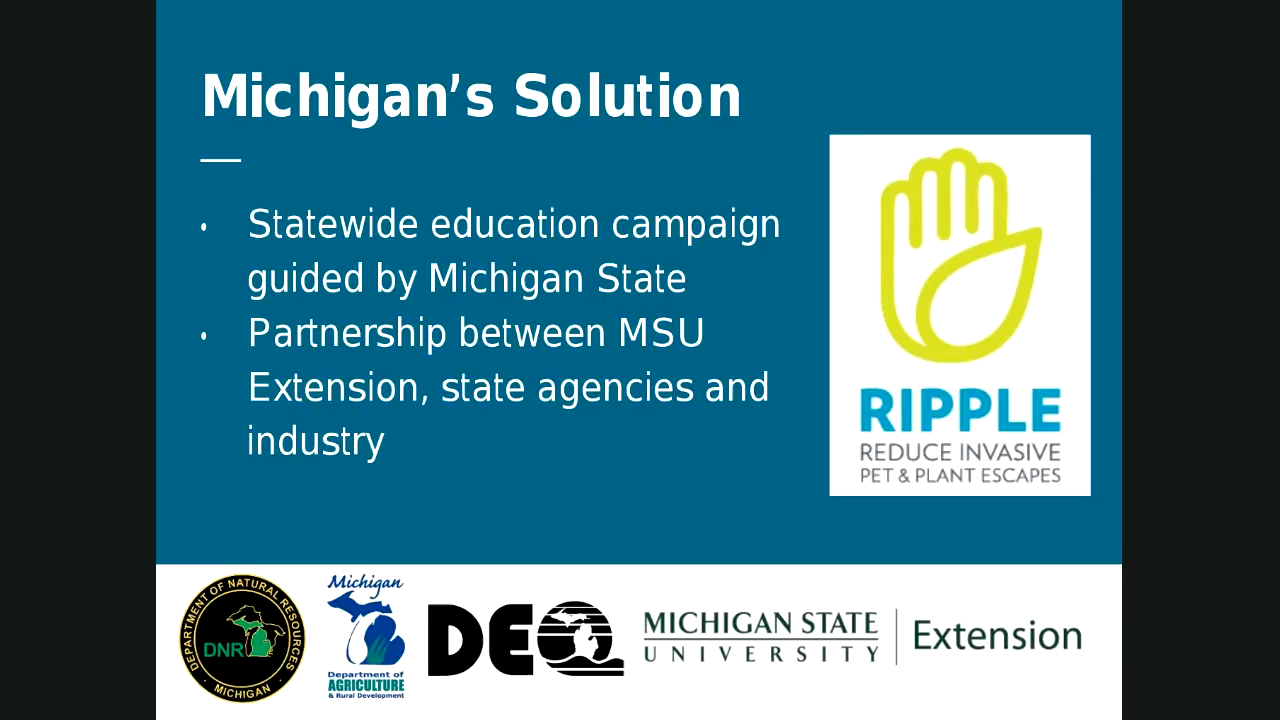 Michigan’s Solution
• Statewide education campaign
guided by Michigan State
• Partnership between MSU
Extension, state agencies and
industry
RIPPLE
REDUCE INVASIVE
PET & PLANT ESCAPES
DEPARTMENT OF NATURAL RESOURCES
DNR
• MICHIGAN •
Michigan
Department of
AGRICULTURE
& Rural Development
DEQ
MICHIGAN STATE
UNIVERSITY
Extension